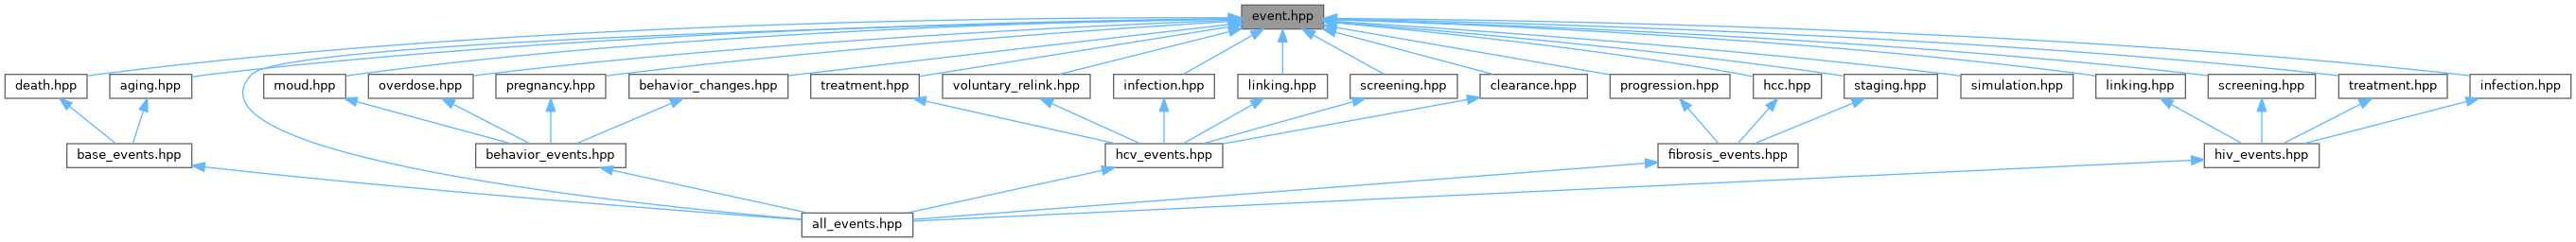 event.hpp
death.hpp
aging.hpp
moud.hpp
overdose.hpp
pregnancy.hpp
behavior_changes.hpp
treatment.hpp
voluntary_relink.hpp
infection.hpp
linking.hpp
screening.hpp
clearance.hpp
progression.hpp
hcc.hpp
staging.hpp
simulation.hpp
linking.hpp
screening.hpp
treatment.hpp
infection.hpp
base_events.hpp
behavior_events.hpp
hcv_events.hpp
fibrosis_events.hpp
hiv_events.hpp
all_events.hpp